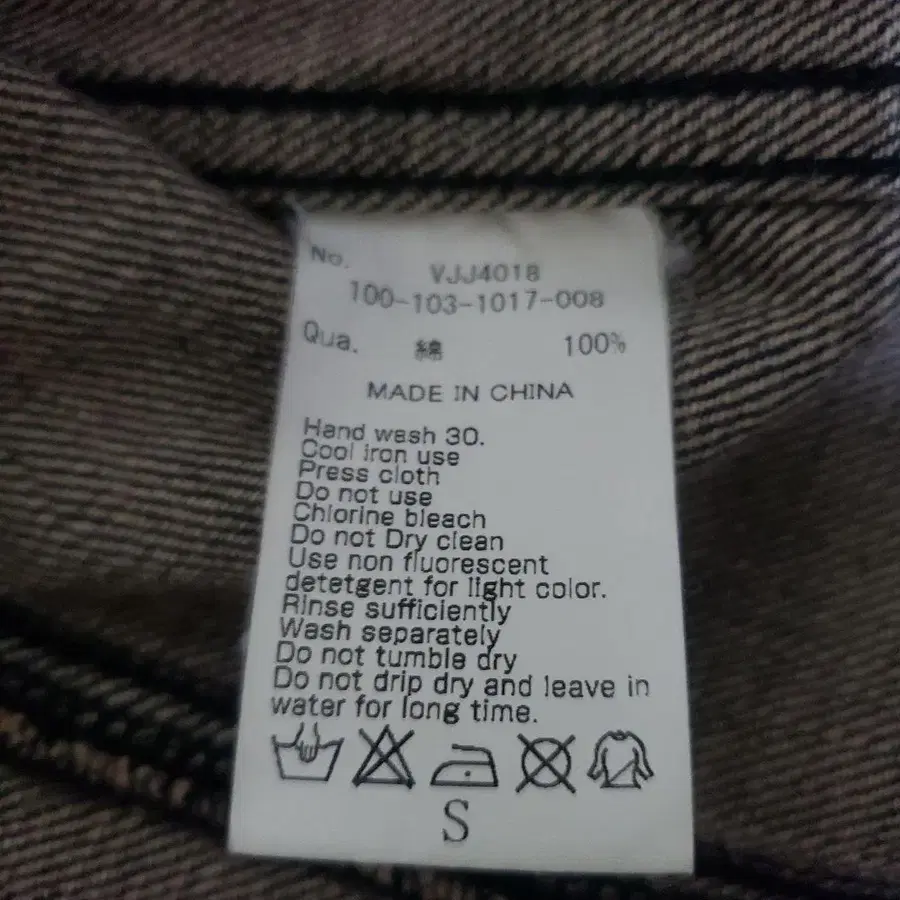 No. VJJ4018
100-103-1017-008
Qua. 綿 100%
MADE IN CHINA
Hand wash 30.
Cool iron use
Press cloth
Do not use
Chlorine bleach
Do not Dry clean
Use non fluorescent
detetgent for light color.
Rinse sufficiently
Wash separately
Do not tumble dry
Do not drip dry and leave in
water for long time.
S